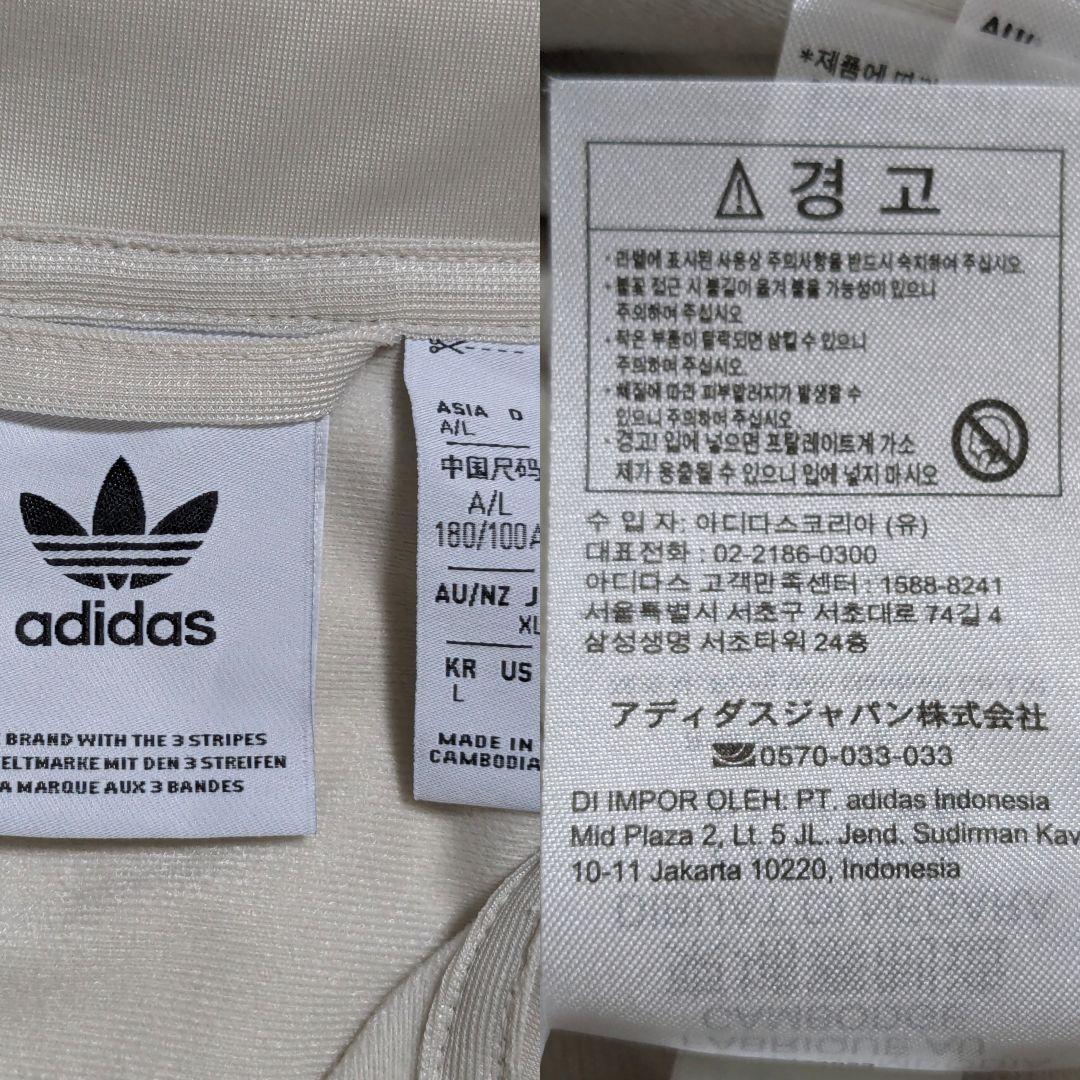 adidas
BRAND WITH THE 3 STRIPES
ELTMARKE MIT DEN 3 STREIFEN
A MARQUE AUX 3 BANDES
ASIA D
A/L
中国尺码
A/L
180/100A
AU/NZ J
XL
KR US
L
MADE IN
CAMBODIA
*제품에
경고
· 라벨에 표시된 사용상 주의사항을 반드시 숙지하여 주십시오.
· 불꽃 접근 시 불길이 옮겨 붙을 가능성이 있으니
주의하여 주십시오
· 작은 부품이 탈락되면 삼킬 수 있으니
주의하여 주십시오.
· 체질에 따라 피부알러지가 발생할 수
있으니 주의하여 주십시오
· 경고! 입에 넣으면 프탈레이트계 가소
제가 용출될 수 있으니 입에 넣지 마시오
수 입 자: 아디다스코리아 (유)
대표전화 : 02-2186-0300
아디다스 고객만족센터 : 1588-8241
서울특별시 서초구 서초대로 74길 4
삼성생명 서초타워 24층
アディダスジャパン株式会社
0570-033-033
DI IMPOR OLEH: PT. adidas Indonesia
Mid Plaza 2, Lt. 5 JL. Jend. Sudirman Kav
10-11 Jakarta 10220, Indonesia